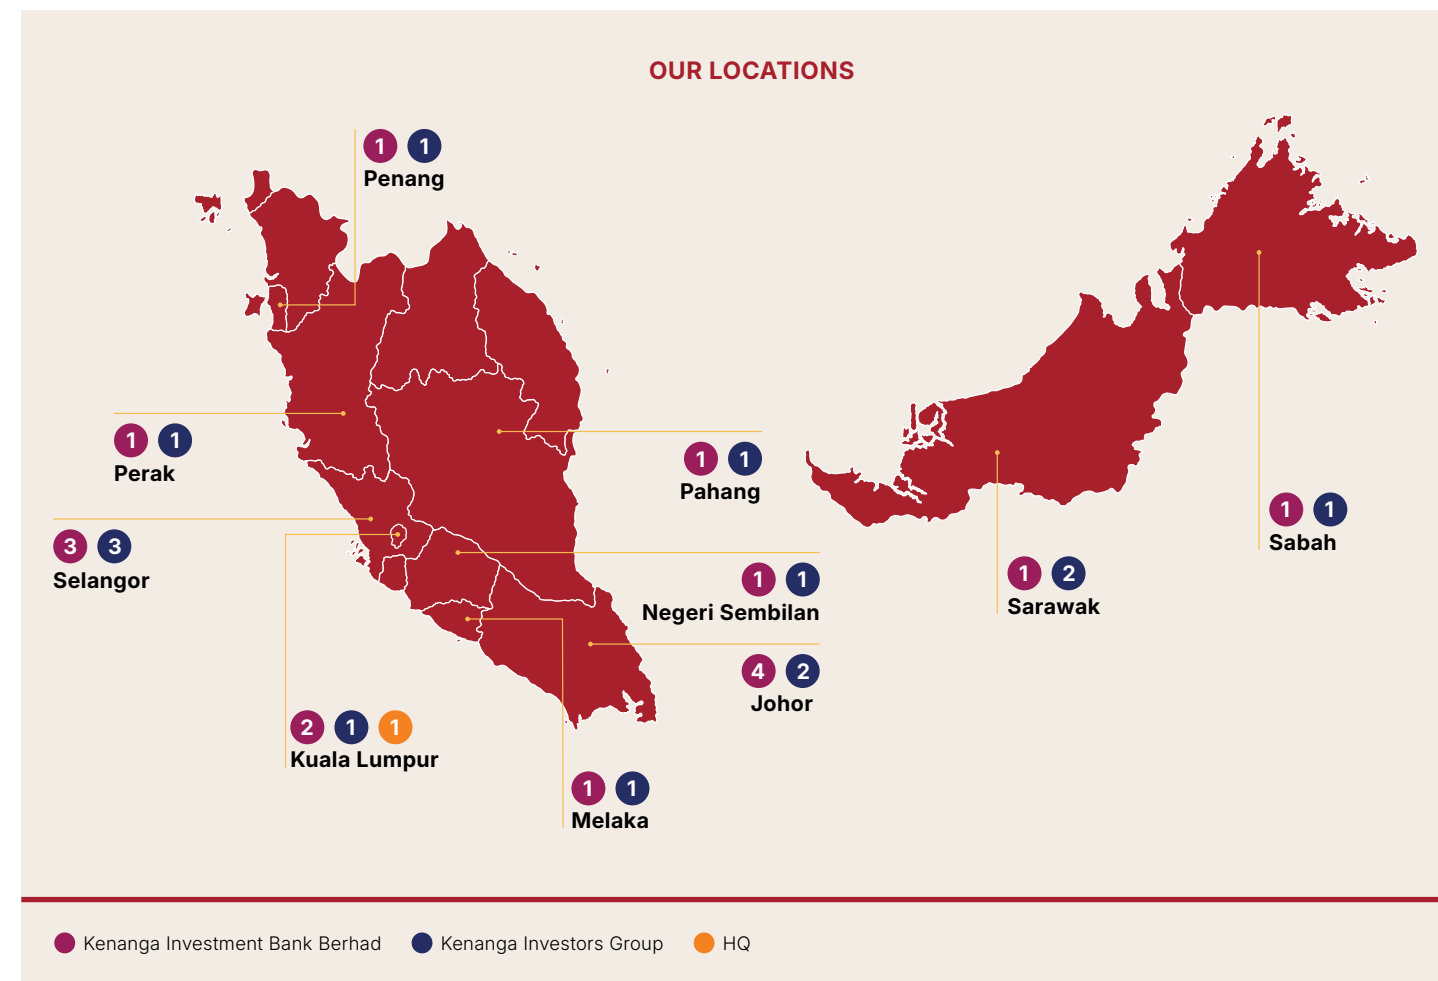 OUR LOCATIONS
1 1
Penang
1 1
Perak
1 1
Pahang
3 3
Selangor
1 1
Negeri Sembilan
4 2
Johor
2 1 1
Kuala Lumpur
1 1
Melaka
1 2
Sarawak
1 1
Sabah
Kenanga Investment Bank Berhad Kenanga Investors Group HQ